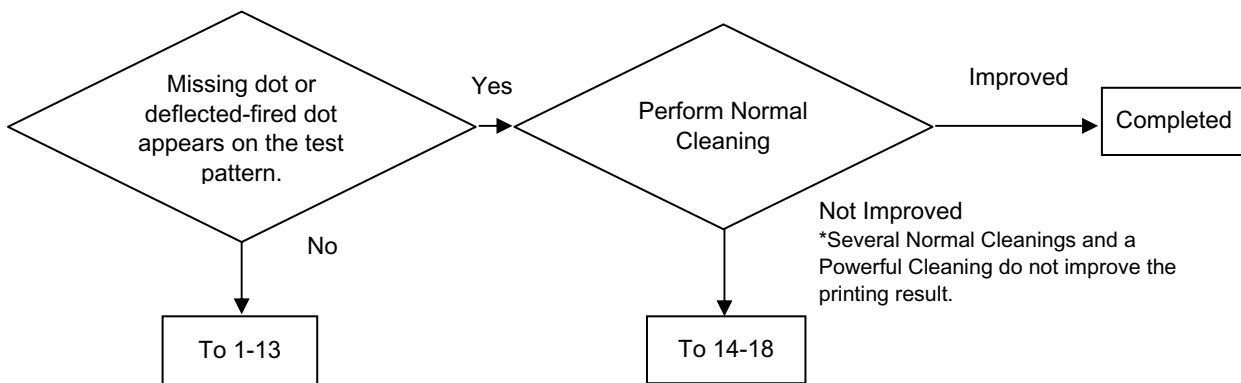 Missing dot or
deflected-fired dot
appears on the test
pattern.
Yes
Perform Normal
Cleaning
Improved
Completed
No
Not Improved
*Several Normal Cleanings and a
Powerful Cleaning do not improve the
printing result.
To 1-13
To 14-18